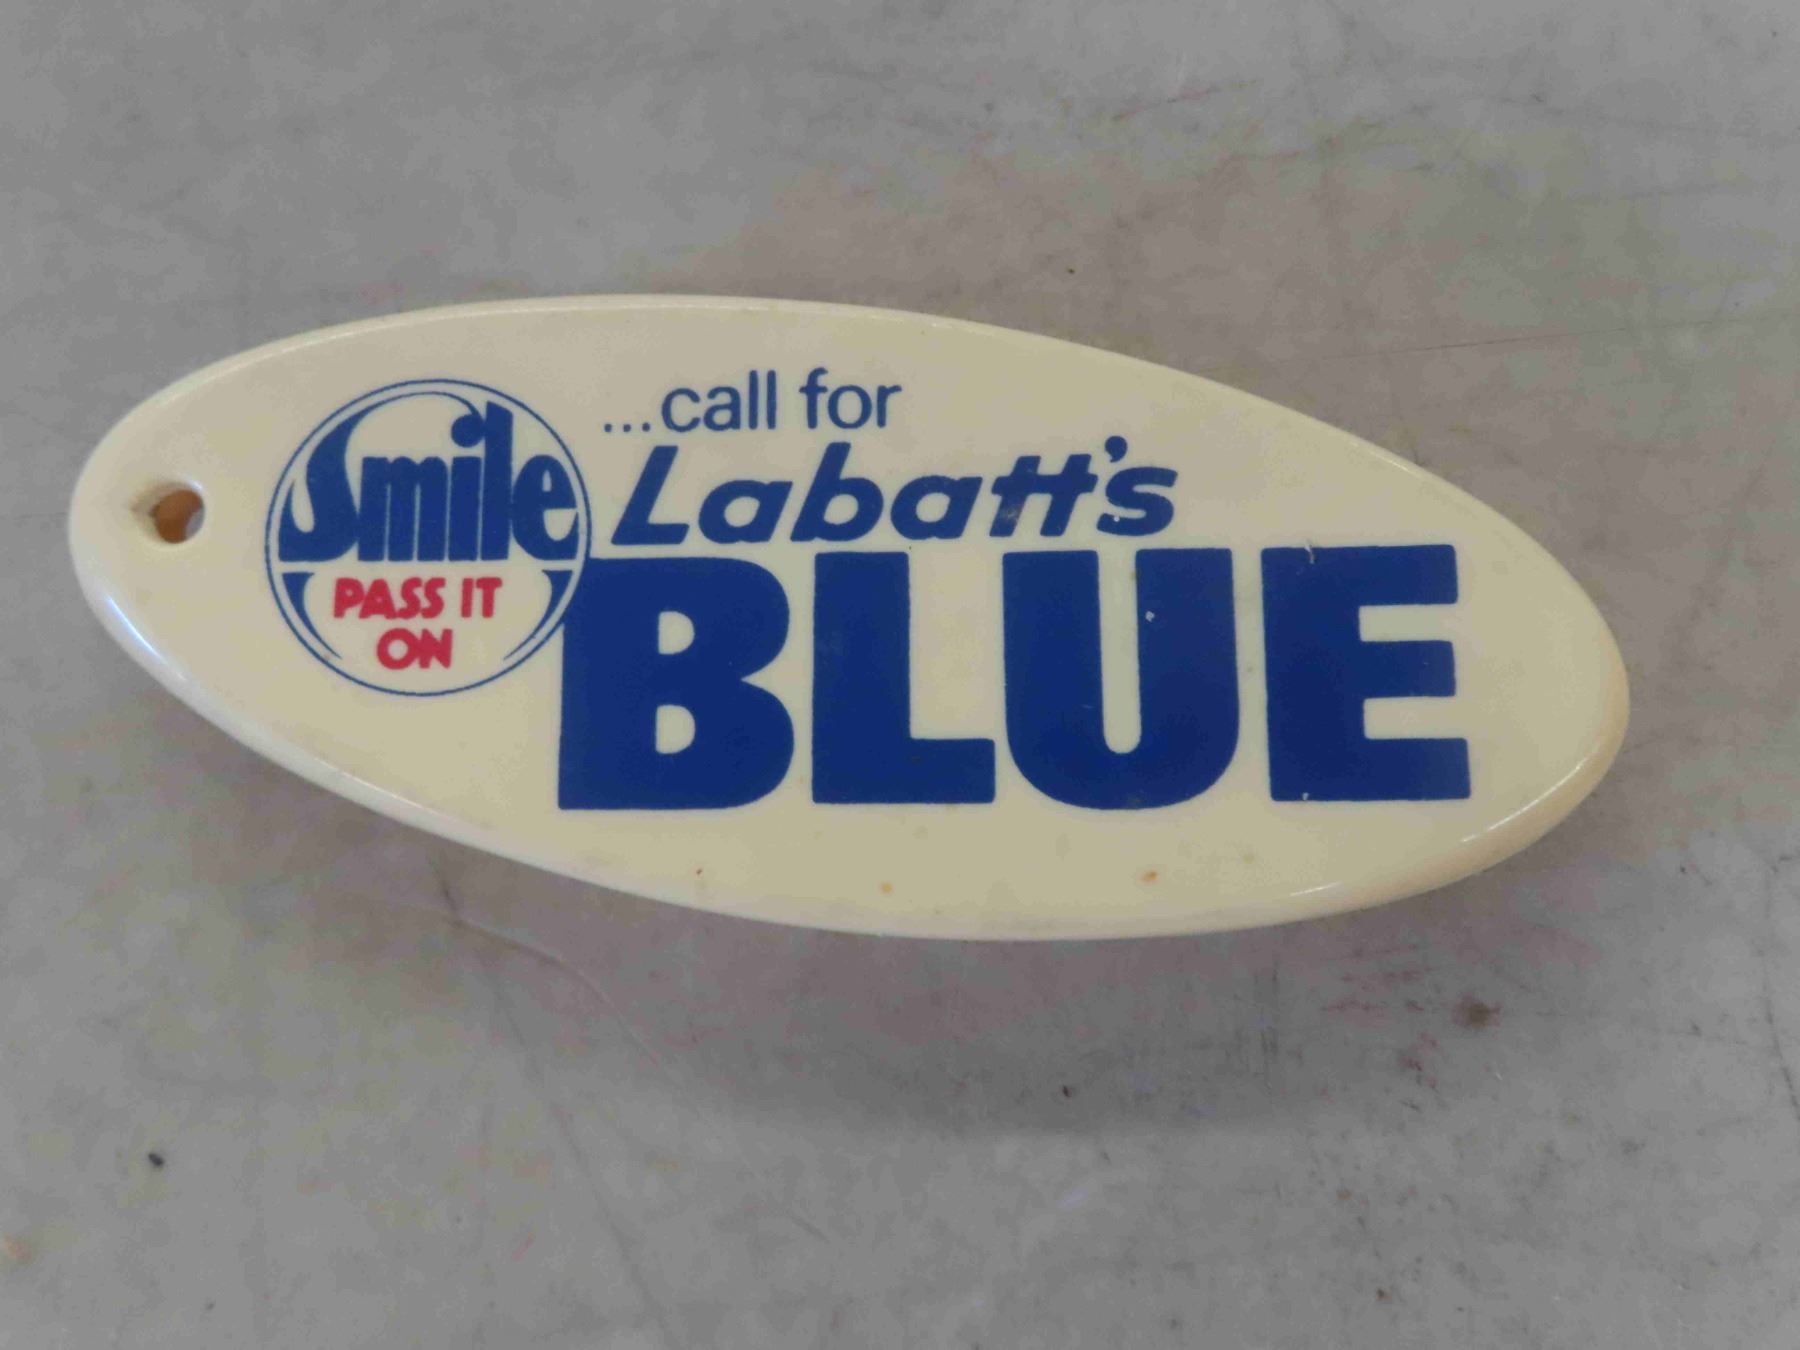 Smile
PASS IT
ON
...call for
Labatt's
BLUE